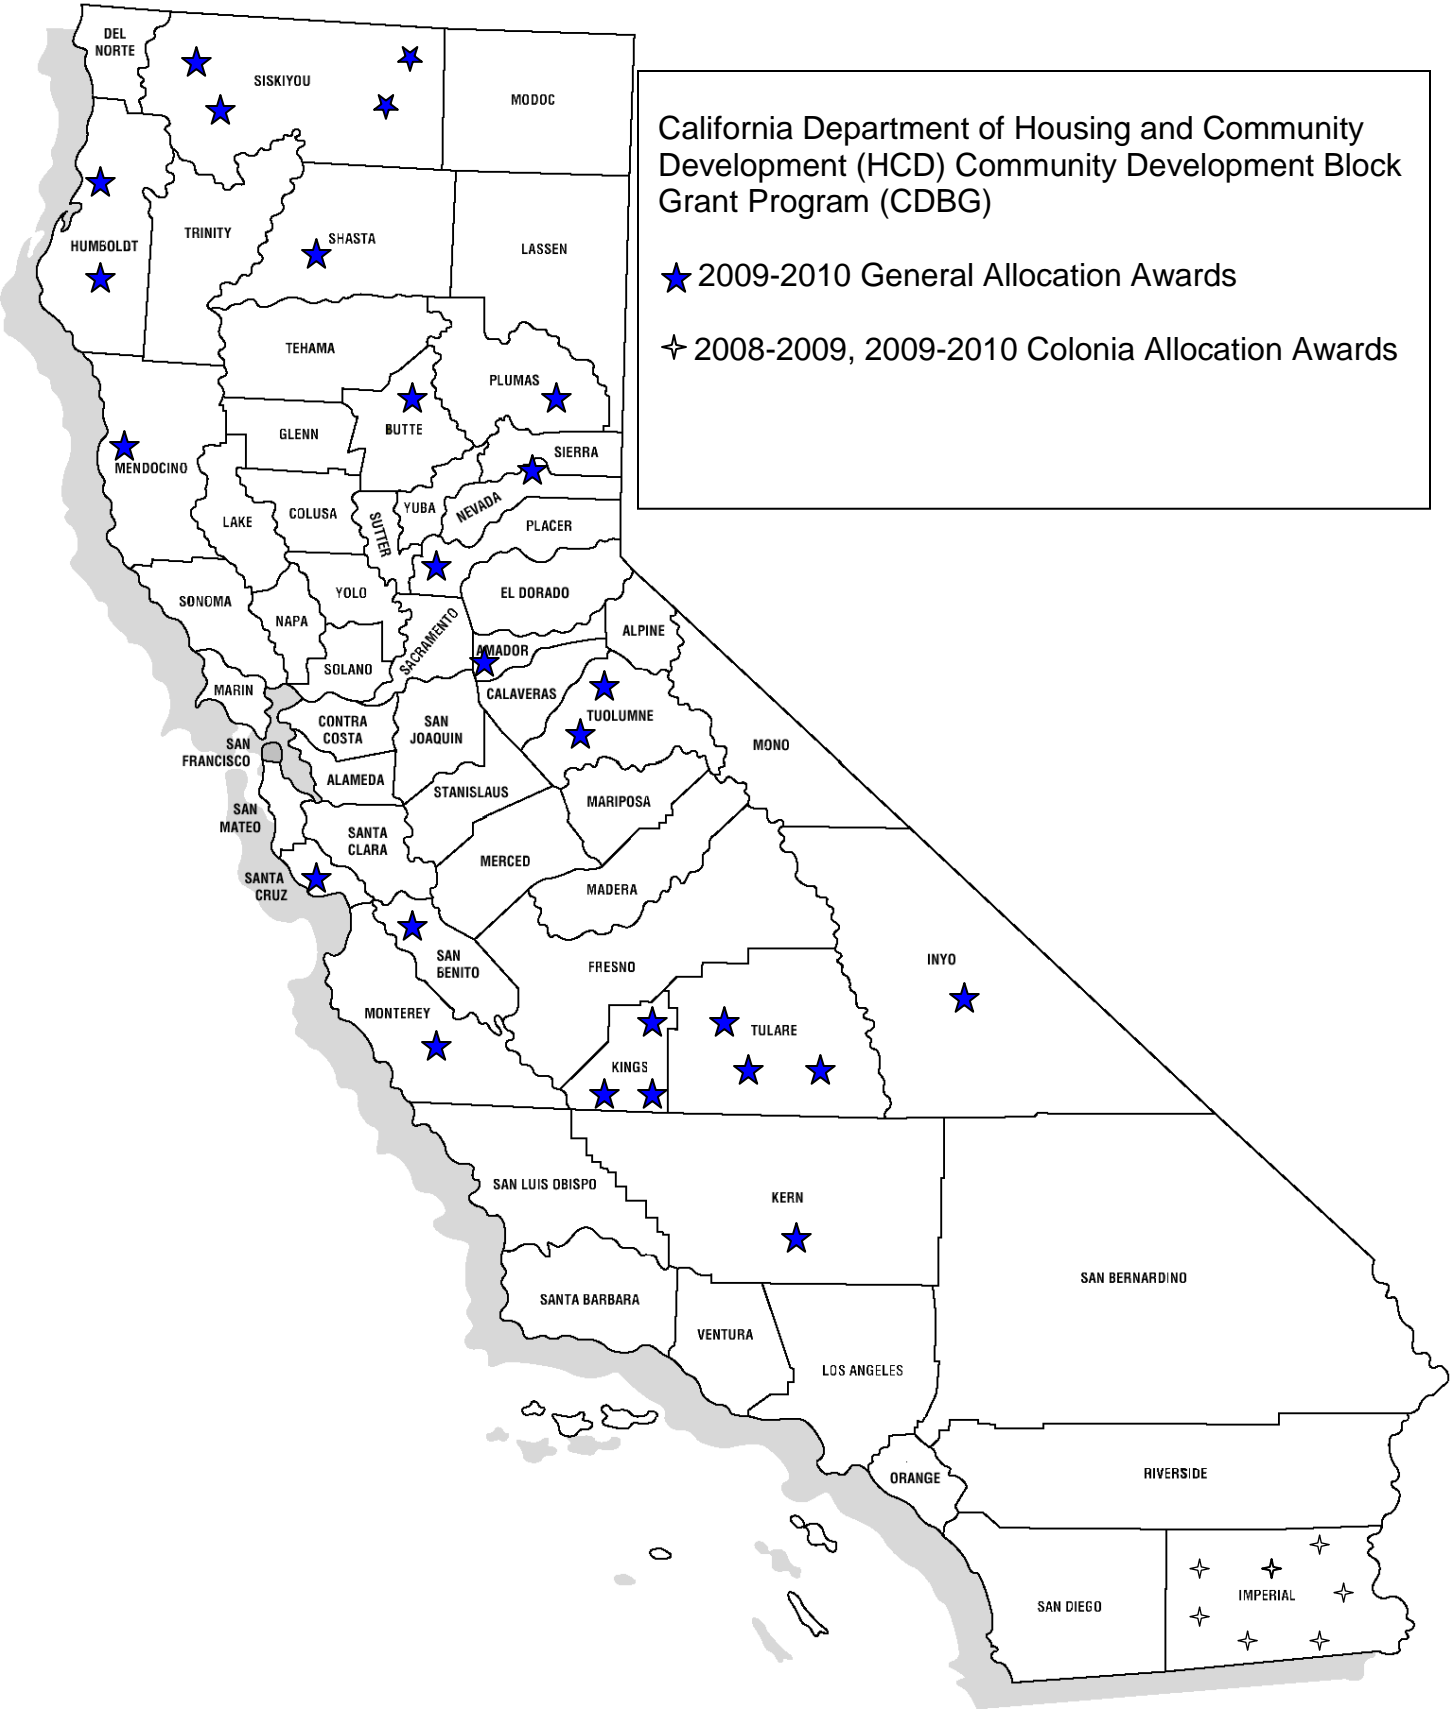 DEL
NORTE
SISKIYOU
MODOC
California Department of Housing and Community
Development (HCD) Community Development Block
Grant Program (CDBG)
2009-2010 General Allocation Awards
2008-2009, 2009-2010 Colonia Allocation Awards
HUMBOLDT
TRINITY
SHASTA
LASSEN
TEHAMA
PLUMAS
BUTTE
GLENN
MENDOCINO
SIERRA
LAKE
COLUSA
SUTTER
YUBA
NEVADA
PLACER
SONOMA
NAPA
YOLO
EL DORADO
SACRAMENTO
SOLANO
AMADOR
ALPINE
MARIN
CALAVERAS
CONTRA
COSTA
SAN
JOAQUIN
TUOLUMNE
MONO
SAN
FRANCISCO
ALAMEDA
STANISLAUS
MARIPOSA
SAN
MATEO
SANTA
CLARA
MERCED
SANTA
CRUZ
MADERA
SAN
BENITO
FRESNO
INYO
MONTEREY
KINGS
TULARE
SAN LUIS OBISPO
KERN
SAN BERNARDINO
SANTA BARBARA
VENTURA
LOS ANGELES
ORANGE
RIVERSIDE
SAN DIEGO
IMPERIAL